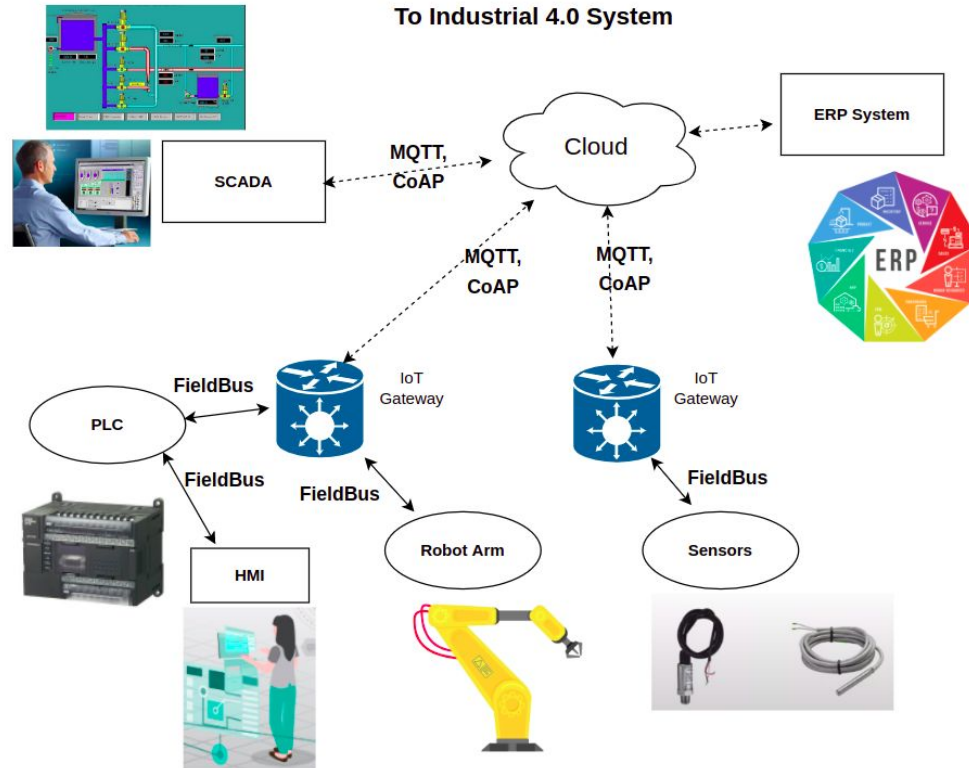 To Industrial 4.0 System
Cloud
ERP System
SCADA
MQTT,
CoAP
MQTT,
CoAP
MQTT,
CoAP
ERP
IoT
Gateway
IoT
Gateway
FieldBus
PLC
FieldBus
FieldBus
FieldBus
HMI
Robot Arm
Sensors